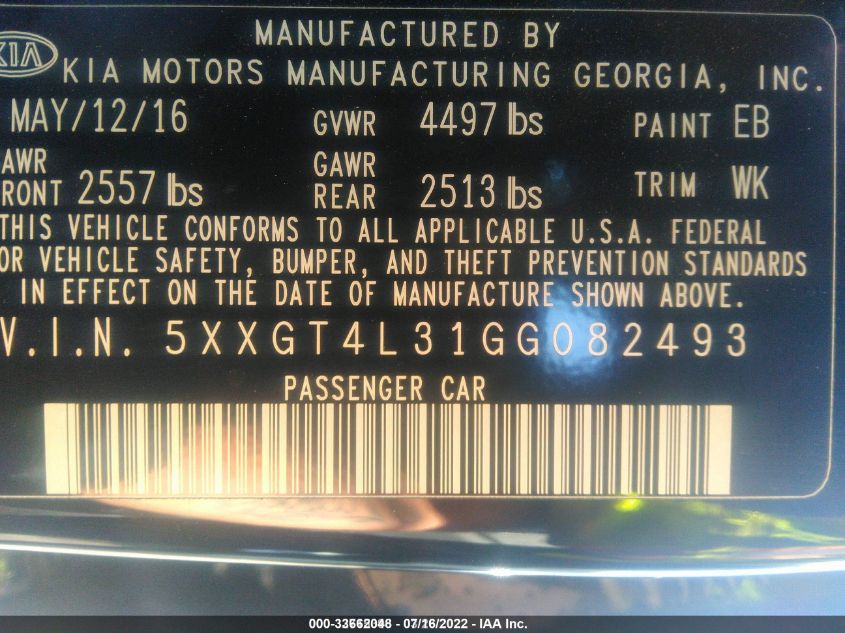 KIA
MANUFACTURED BY
KIA MOTORS MANUFACTURING GEORGIA, INC.
MAY/12/16 GVWR 4497 lbs PAINT EB
AWR
RONT 2557 lbs GAWR
REAR 2513 lbs TRIM WK
THIS VEHICLE CONFORMS TO ALL APPLICABLE U.S.A. FEDERAL
OR VEHICLE SAFETY, BUMPER, AND THEFT PREVENTION STANDARDS
IN EFFECT ON THE DATE OF MANUFACTURE SHOWN ABOVE.
V.I.N. 5XXGT4L31GG082493
PASSENGER CAR
07/16/2022 - IAA Inc.